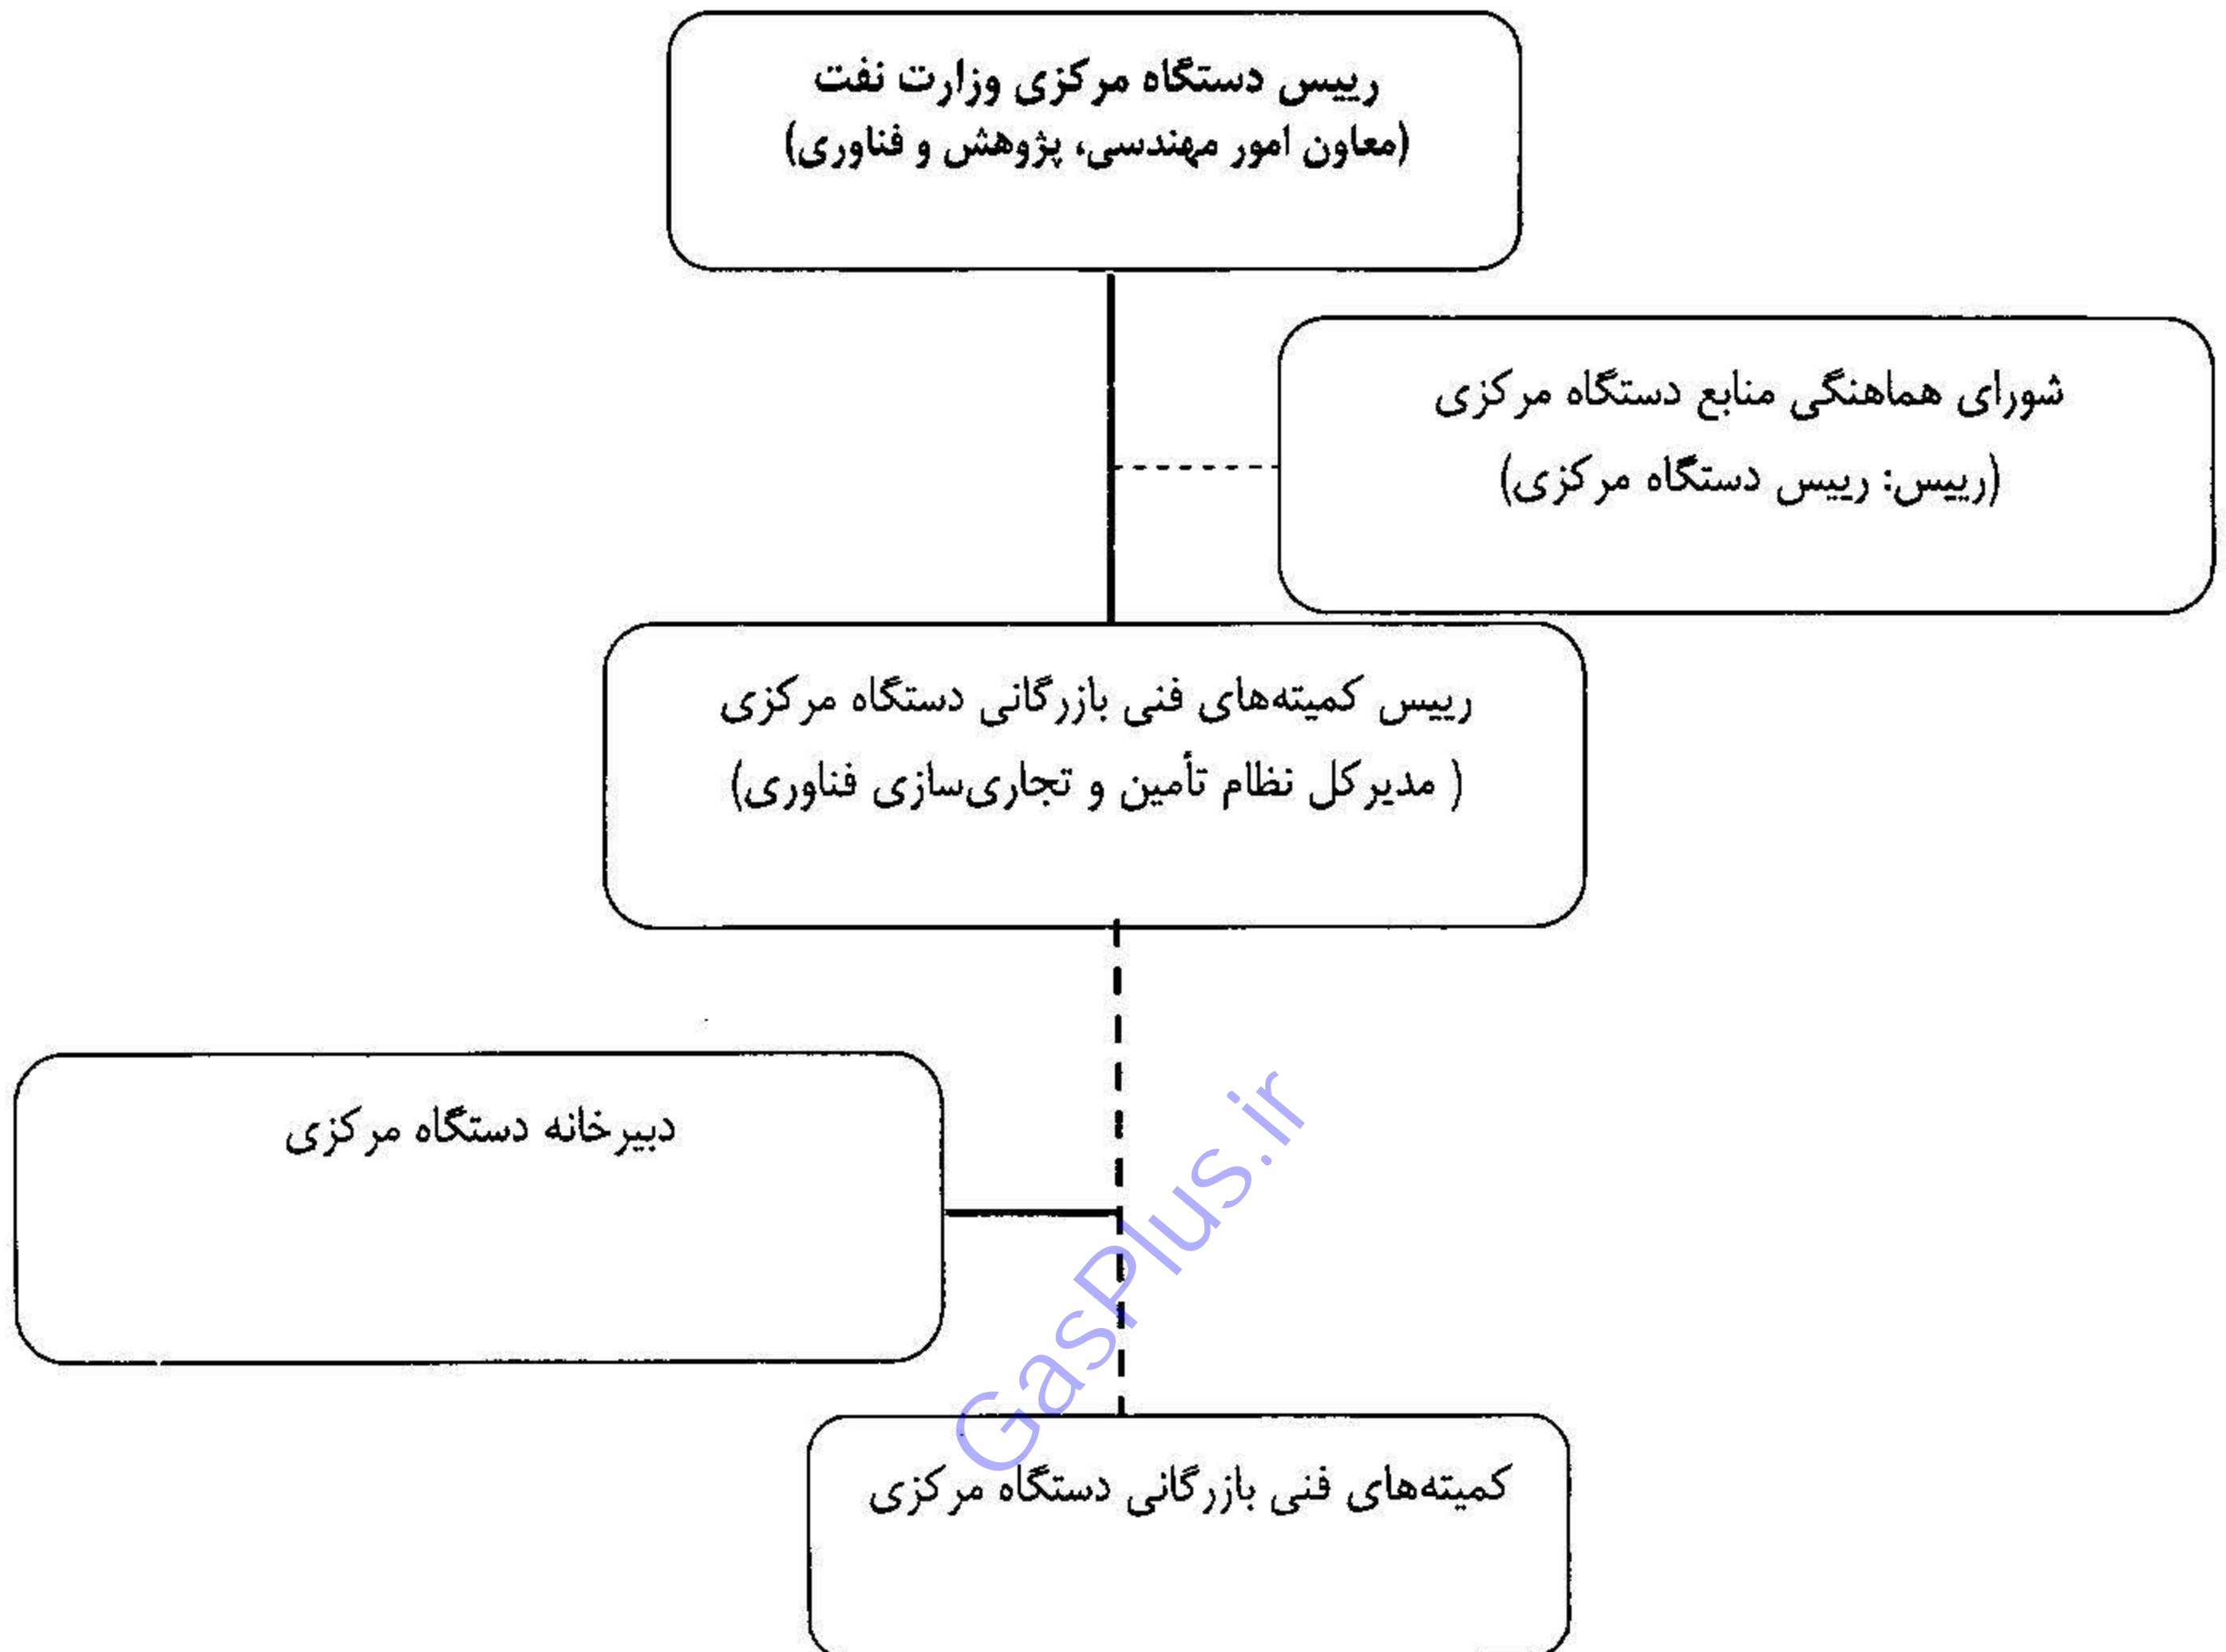 رییس دستگاه مرکزی وزارت نفت
(معاون امور مهندسی، پژوهش و فناوری)
شورای هماهنگی منابع دستگاه مرکزی
(رییس: رییس دستگاه مرکزی)
رییس کمیته‌های فنی بازرگانی دستگاه مرکزی
( مدیرکل نظام تأمین و تجاری‌سازی فناوری)
دبیرخانه دستگاه مرکزی
کمیته‌های فنی بازرگانی دستگاه مرکزی
GasPlus.ir